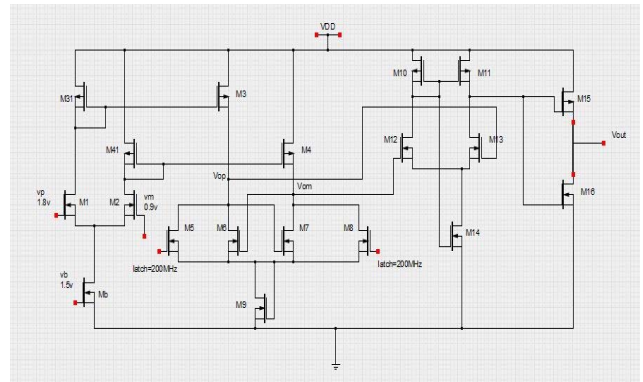 VDD
M10
M11
M31
M3
M15
Vout
M41
M4
M12
M13
Vop
Vom
vp
1.8v
M1
M2
vm
0.9v
M16
M5
M6
M7
M8
M14
latch=200MHz
latch=200MHz
vb
1.5v
Mb
M9